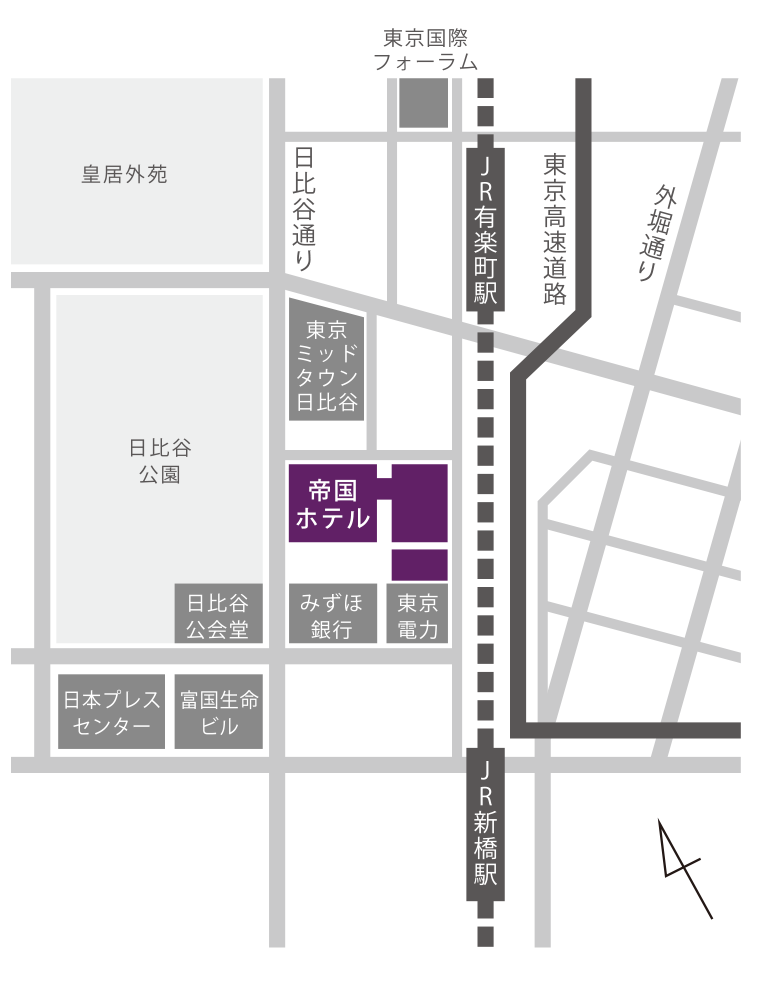 東京国際
フォーラム
皇居外苑
日比谷通り
JR有楽町駅
東京高速道路
外堀通り
東京
ミッド
タウン
日比谷
日比谷
公園
帝国
ホテル
日比谷
公会堂
みずほ
銀行
東京
電力
日本プレス
センター
富国生命
ビル
JR新橋駅